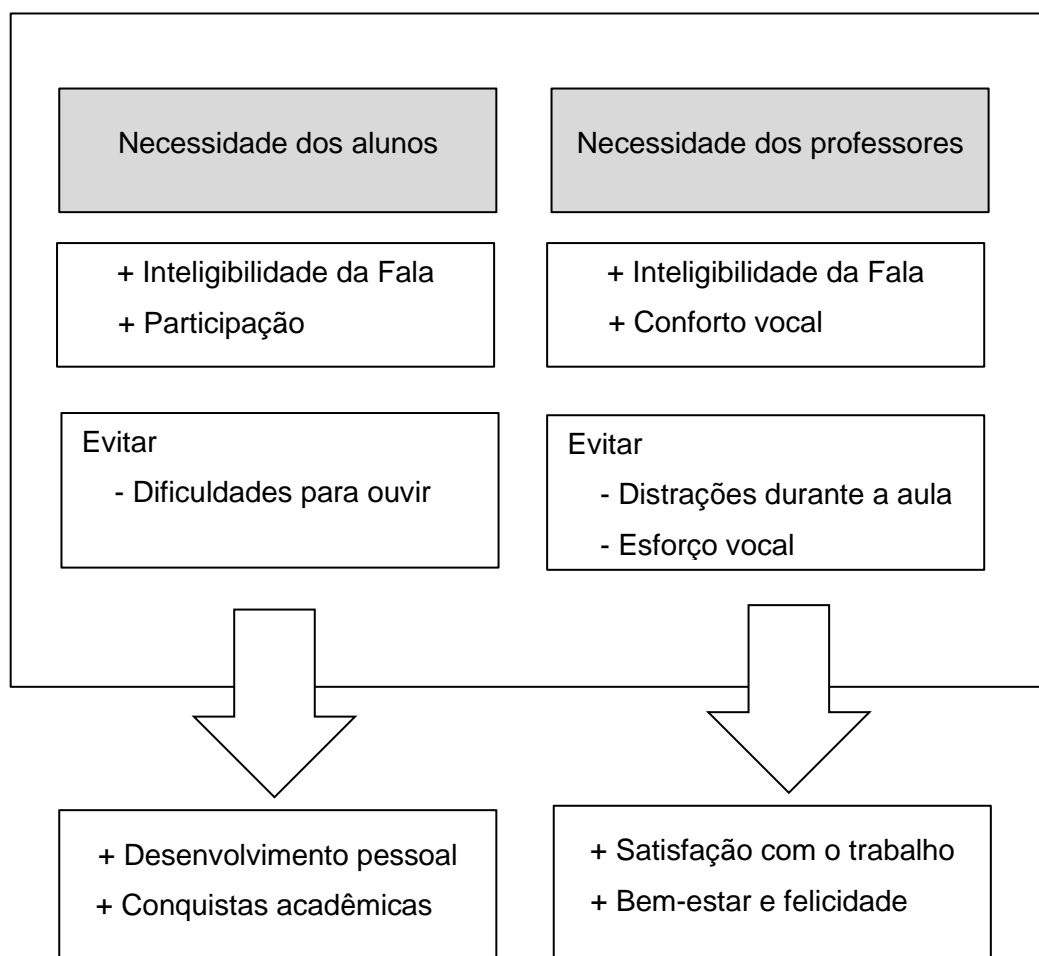 Necessidade dos alunos
Necessidade dos professores
+ Inteligibilidade da Fala
+ Participação
+ Inteligibilidade da Fala
+ Conforto vocal
Evitar
- Dificuldades para ouvir
Evitar
- Distrações durante a aula
- Esforço vocal
+ Desenvolvimento pessoal
+ Conquistas acadêmicas
+ Satisfação com o trabalho
+ Bem-estar e felicidade